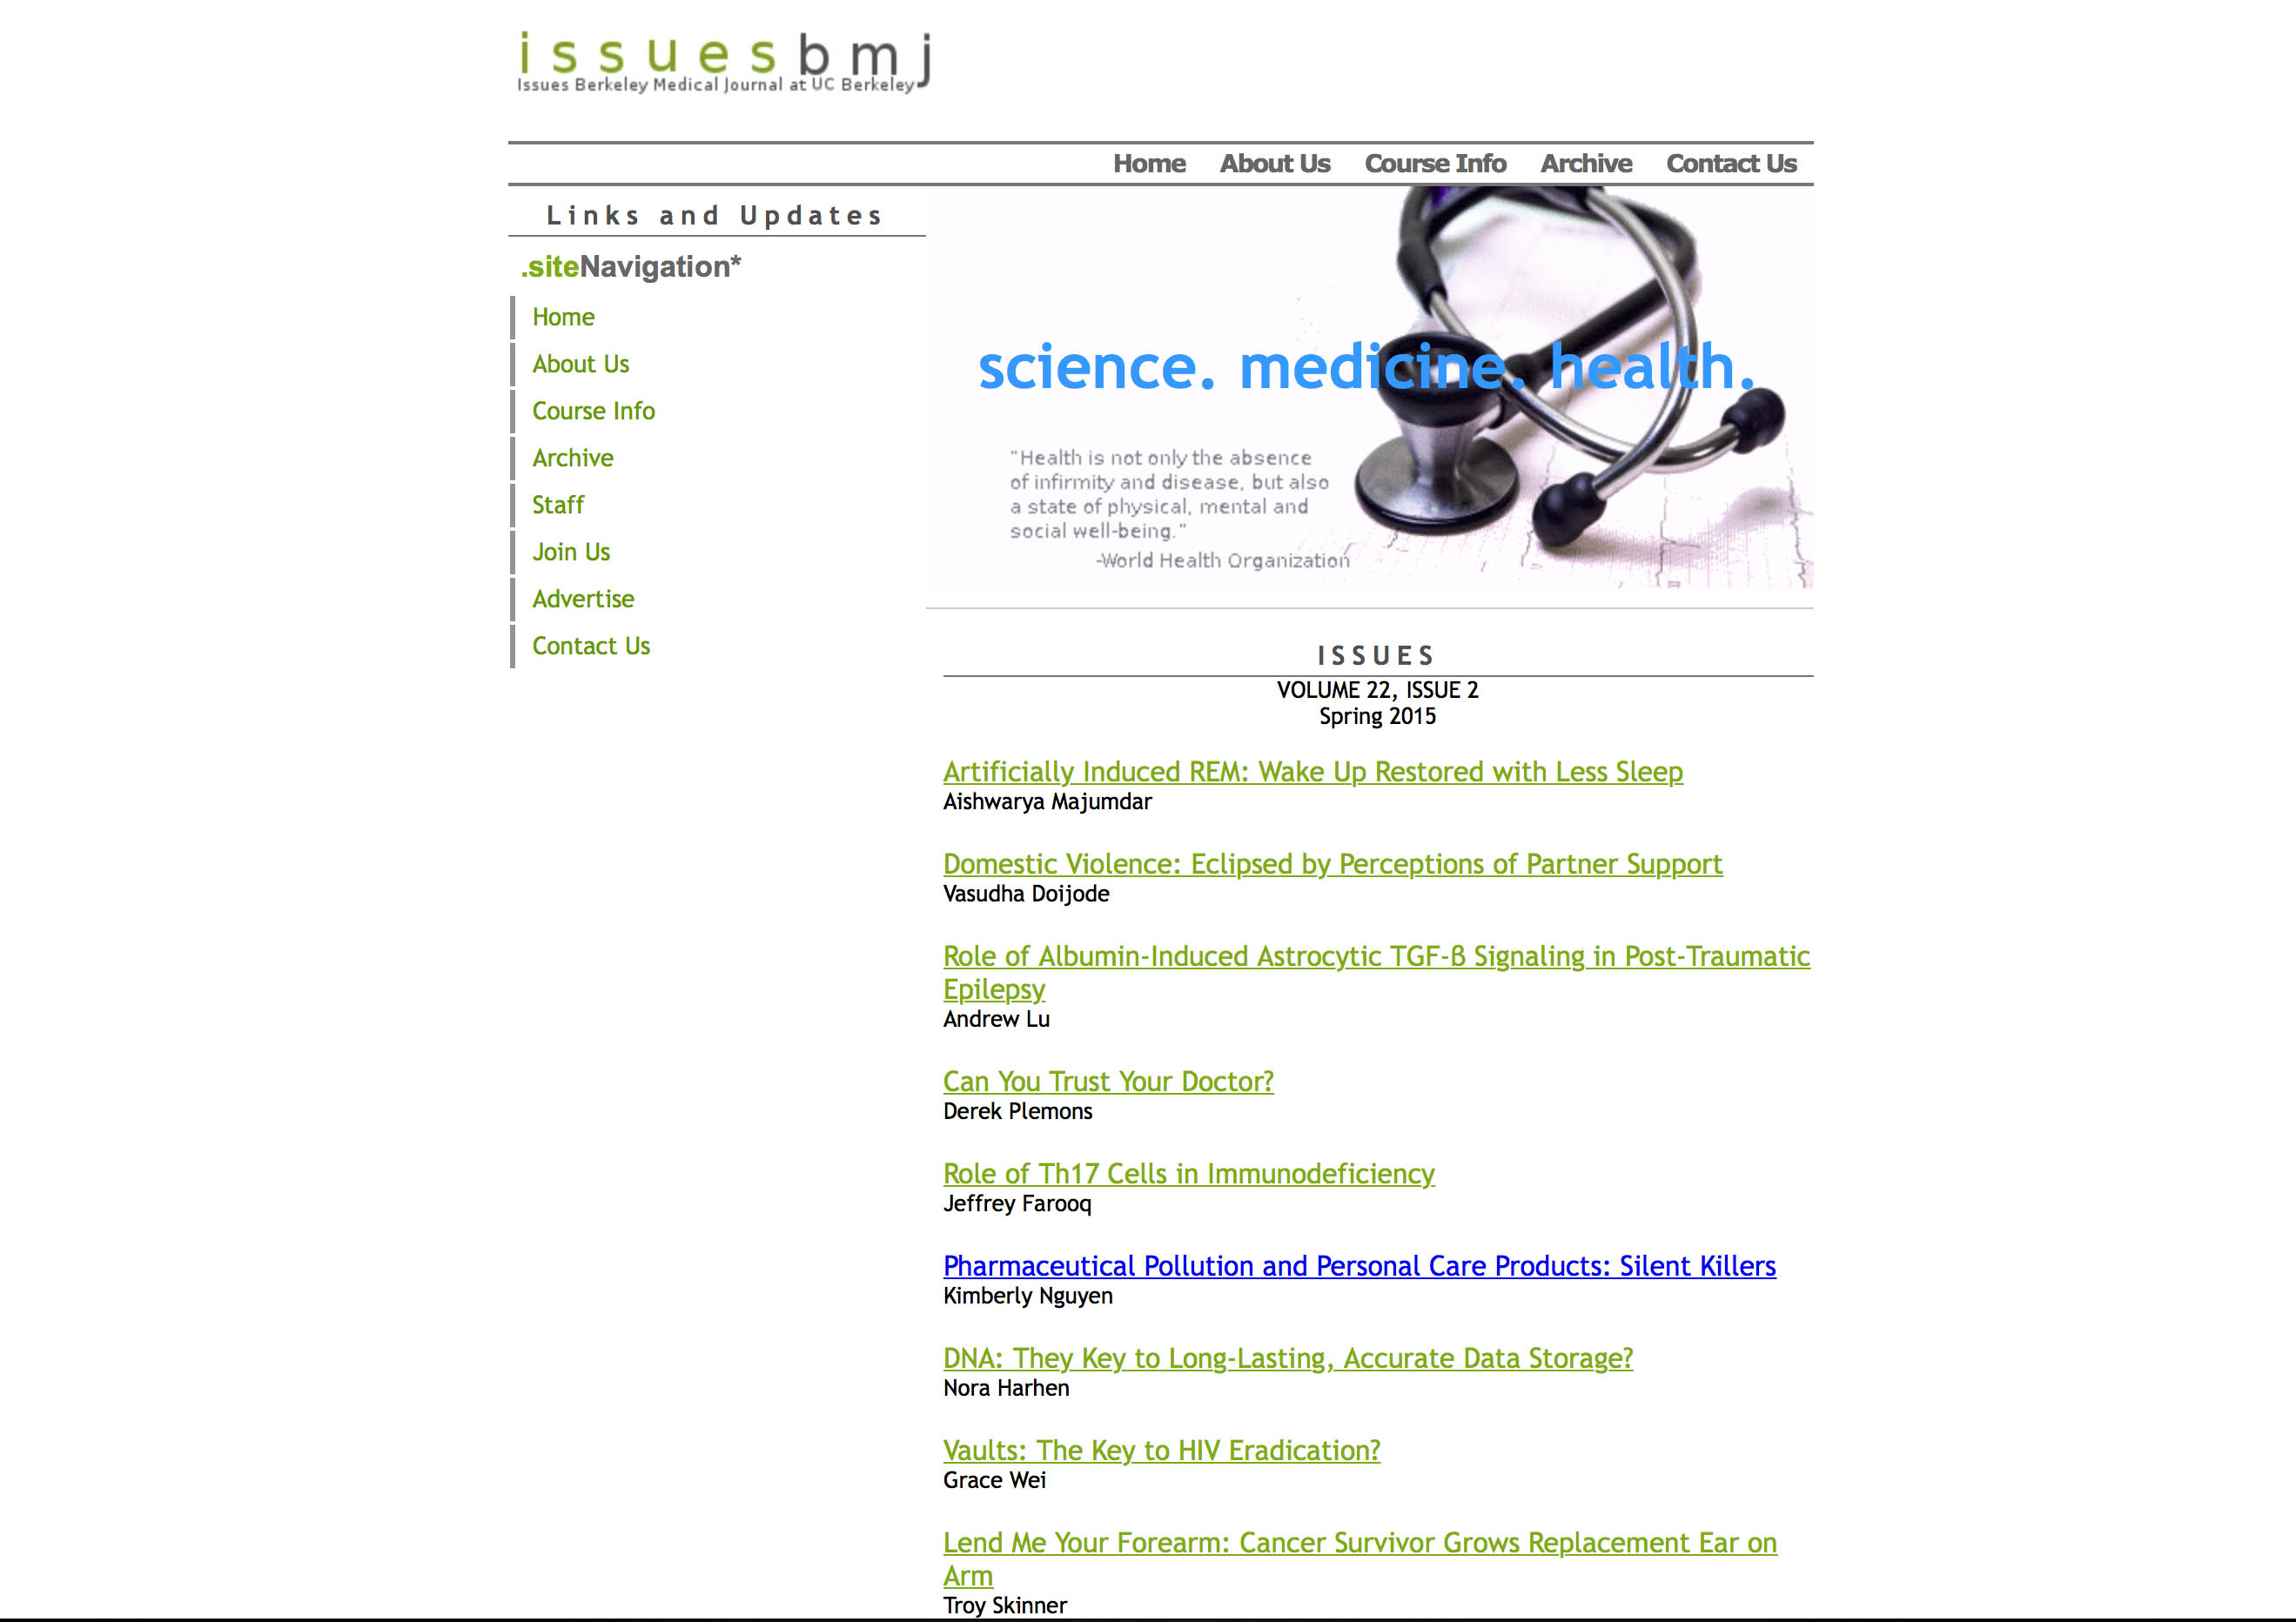 issuesbmj
Issues Berkeley Medical Journal at UC Berkeley
Home About Us Course Info Archive Contact Us
Links and Updates
.siteNavigation*
Home
About Us
Course Info
Archive
Staff
Join Us
Advertise
Contact Us
science. medicine. health.
"Health is not only the absence
of infirmity and disease, but also
a state of physical, mental and
social well-being."
-World Health Organization
ISSUES
VOLUME 22, ISSUE 2
Spring 2015
Artificially Induced REM: Wake Up Restored with Less Sleep
Aishwarya Majumdar
Domestic Violence: Eclipsed by Perceptions of Partner Support
Vasudha Doijode
Role of Albumin-Induced Astrocytic TGF-β Signaling in Post-Traumatic
Epilepsy
Andrew Lu
Can You Trust Your Doctor?
Derek Plemons
Role of Th17 Cells in Immunodeficiency
Jeffrey Farooq
Pharmaceutical Pollution and Personal Care Products: Silent Killers
Kimberly Nguyen
DNA: They Key to Long-Lasting, Accurate Data Storage?
Nora Harhen
Vaults: The Key to HIV Eradication?
Grace Wei
Lend Me Your Forearm: Cancer Survivor Grows Replacement Ear on
Arm
Troy Skinner